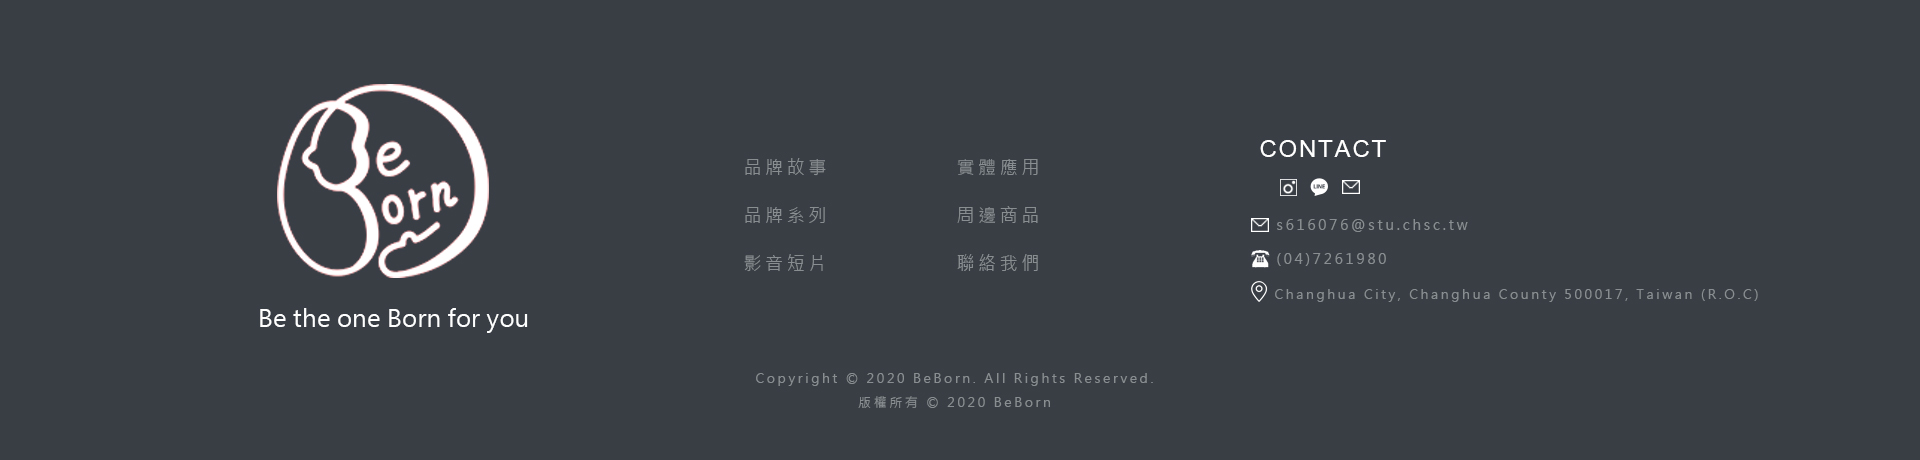 Be
Born
Be the one Born for you
品牌故事
品牌系列
影音短片
實體應用
周邊商品
聯絡我們
CONTACT
LINE
s616076@stu.chsc.tw
(04)7261980
Changhua City, Changhua County 500017, Taiwan (R.O.C)
Copyright © 2020 BeBorn. All Rights Reserved.
版權所有 © 2020 BeBorn